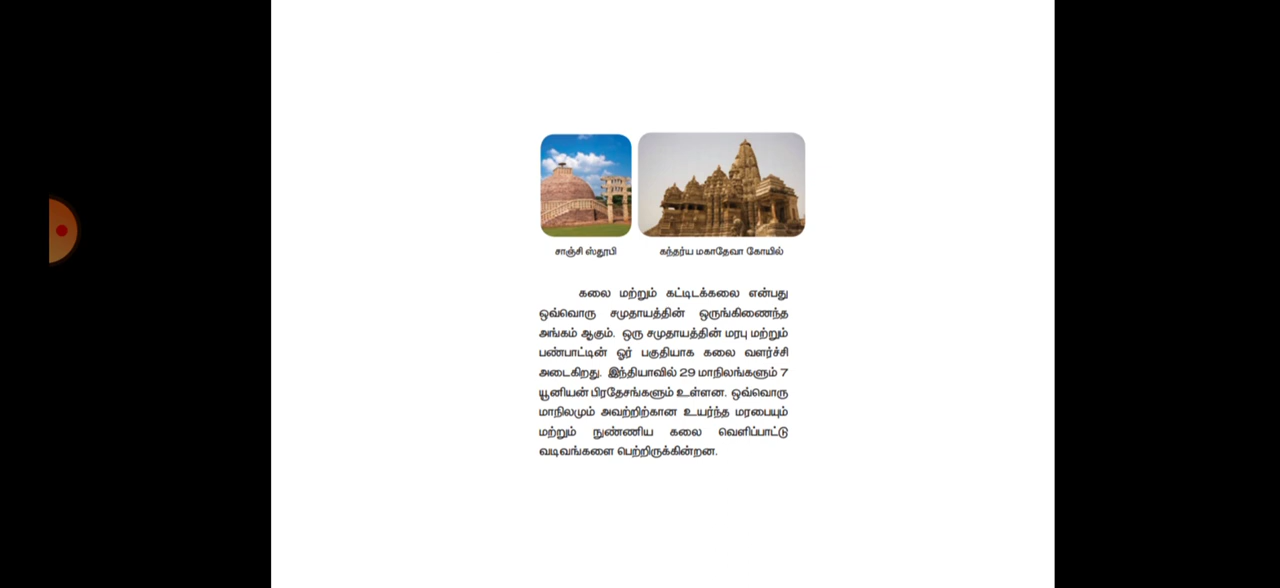 சாஞ்சி ஸ்தூபி
கந்தர்ய மகாதேவா கோயில்
கலை மற்றும் கட்டிடக்கலை என்பது
ஒவ்வொரு சமுதாயத்தின் ஒருங்கிணைந்த
அங்கம் ஆகும். ஒரு சமுதாயத்தின் மரபு மற்றும்
பண்பாட்டின் ஓர் பகுதியாக கலை வளர்ச்சி
அடைகிறது. இந்தியாவில் 29 மாநிலங்களும் 7
யூனியன் பிரதேசங்களும் உள்ளன. ஒவ்வொரு
மாநிலமும் அவற்றிற்கான உயர்ந்த மரபையும்
மற்றும் நுண்ணிய கலை வெளிப்பாட்டு
வடிவங்களை பெற்றிருக்கின்றன.